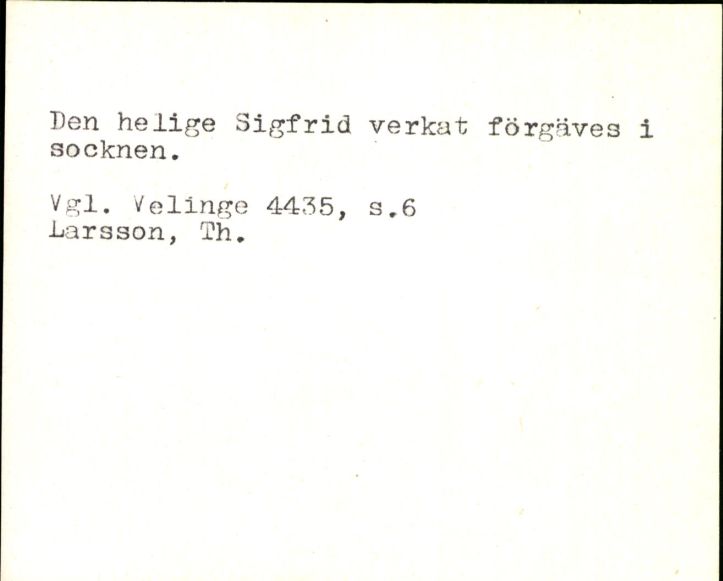 Den helige Sigfrid verkat förgäves i
socknen.
Vgl. Velinge 4435, s.6
Larsson, Th.